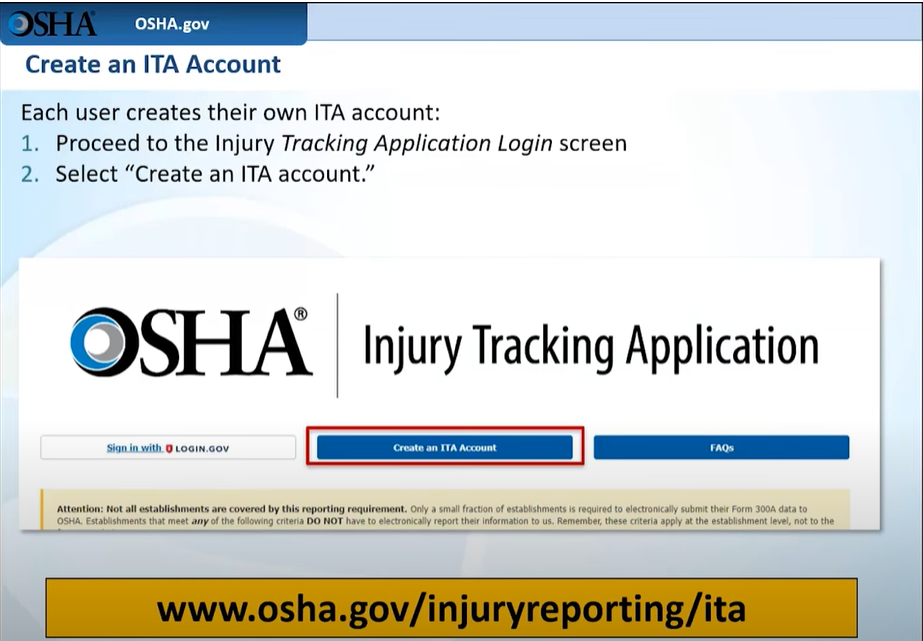 OSHA OSHA.gov
Create an ITA Account
Each user creates their own ITA account:
1. Proceed to the Injury Tracking Application Login screen
2. Select “Create an ITA account.”
OSHA® Injury Tracking Application
Sign in with LOGIN.GOV Create an ITA Account FAQs
Attention: Not all establishments are covered by this reporting requirement. Only a small fraction of establishments is required to electronically submit their Form 300A data to
OSHA. Establishments that meet any of the following criteria DO NOT have to electronically report their information to us. Remember, these criteria apply at the establishment level, not to the
www.osha.gov/injuryreporting/ita